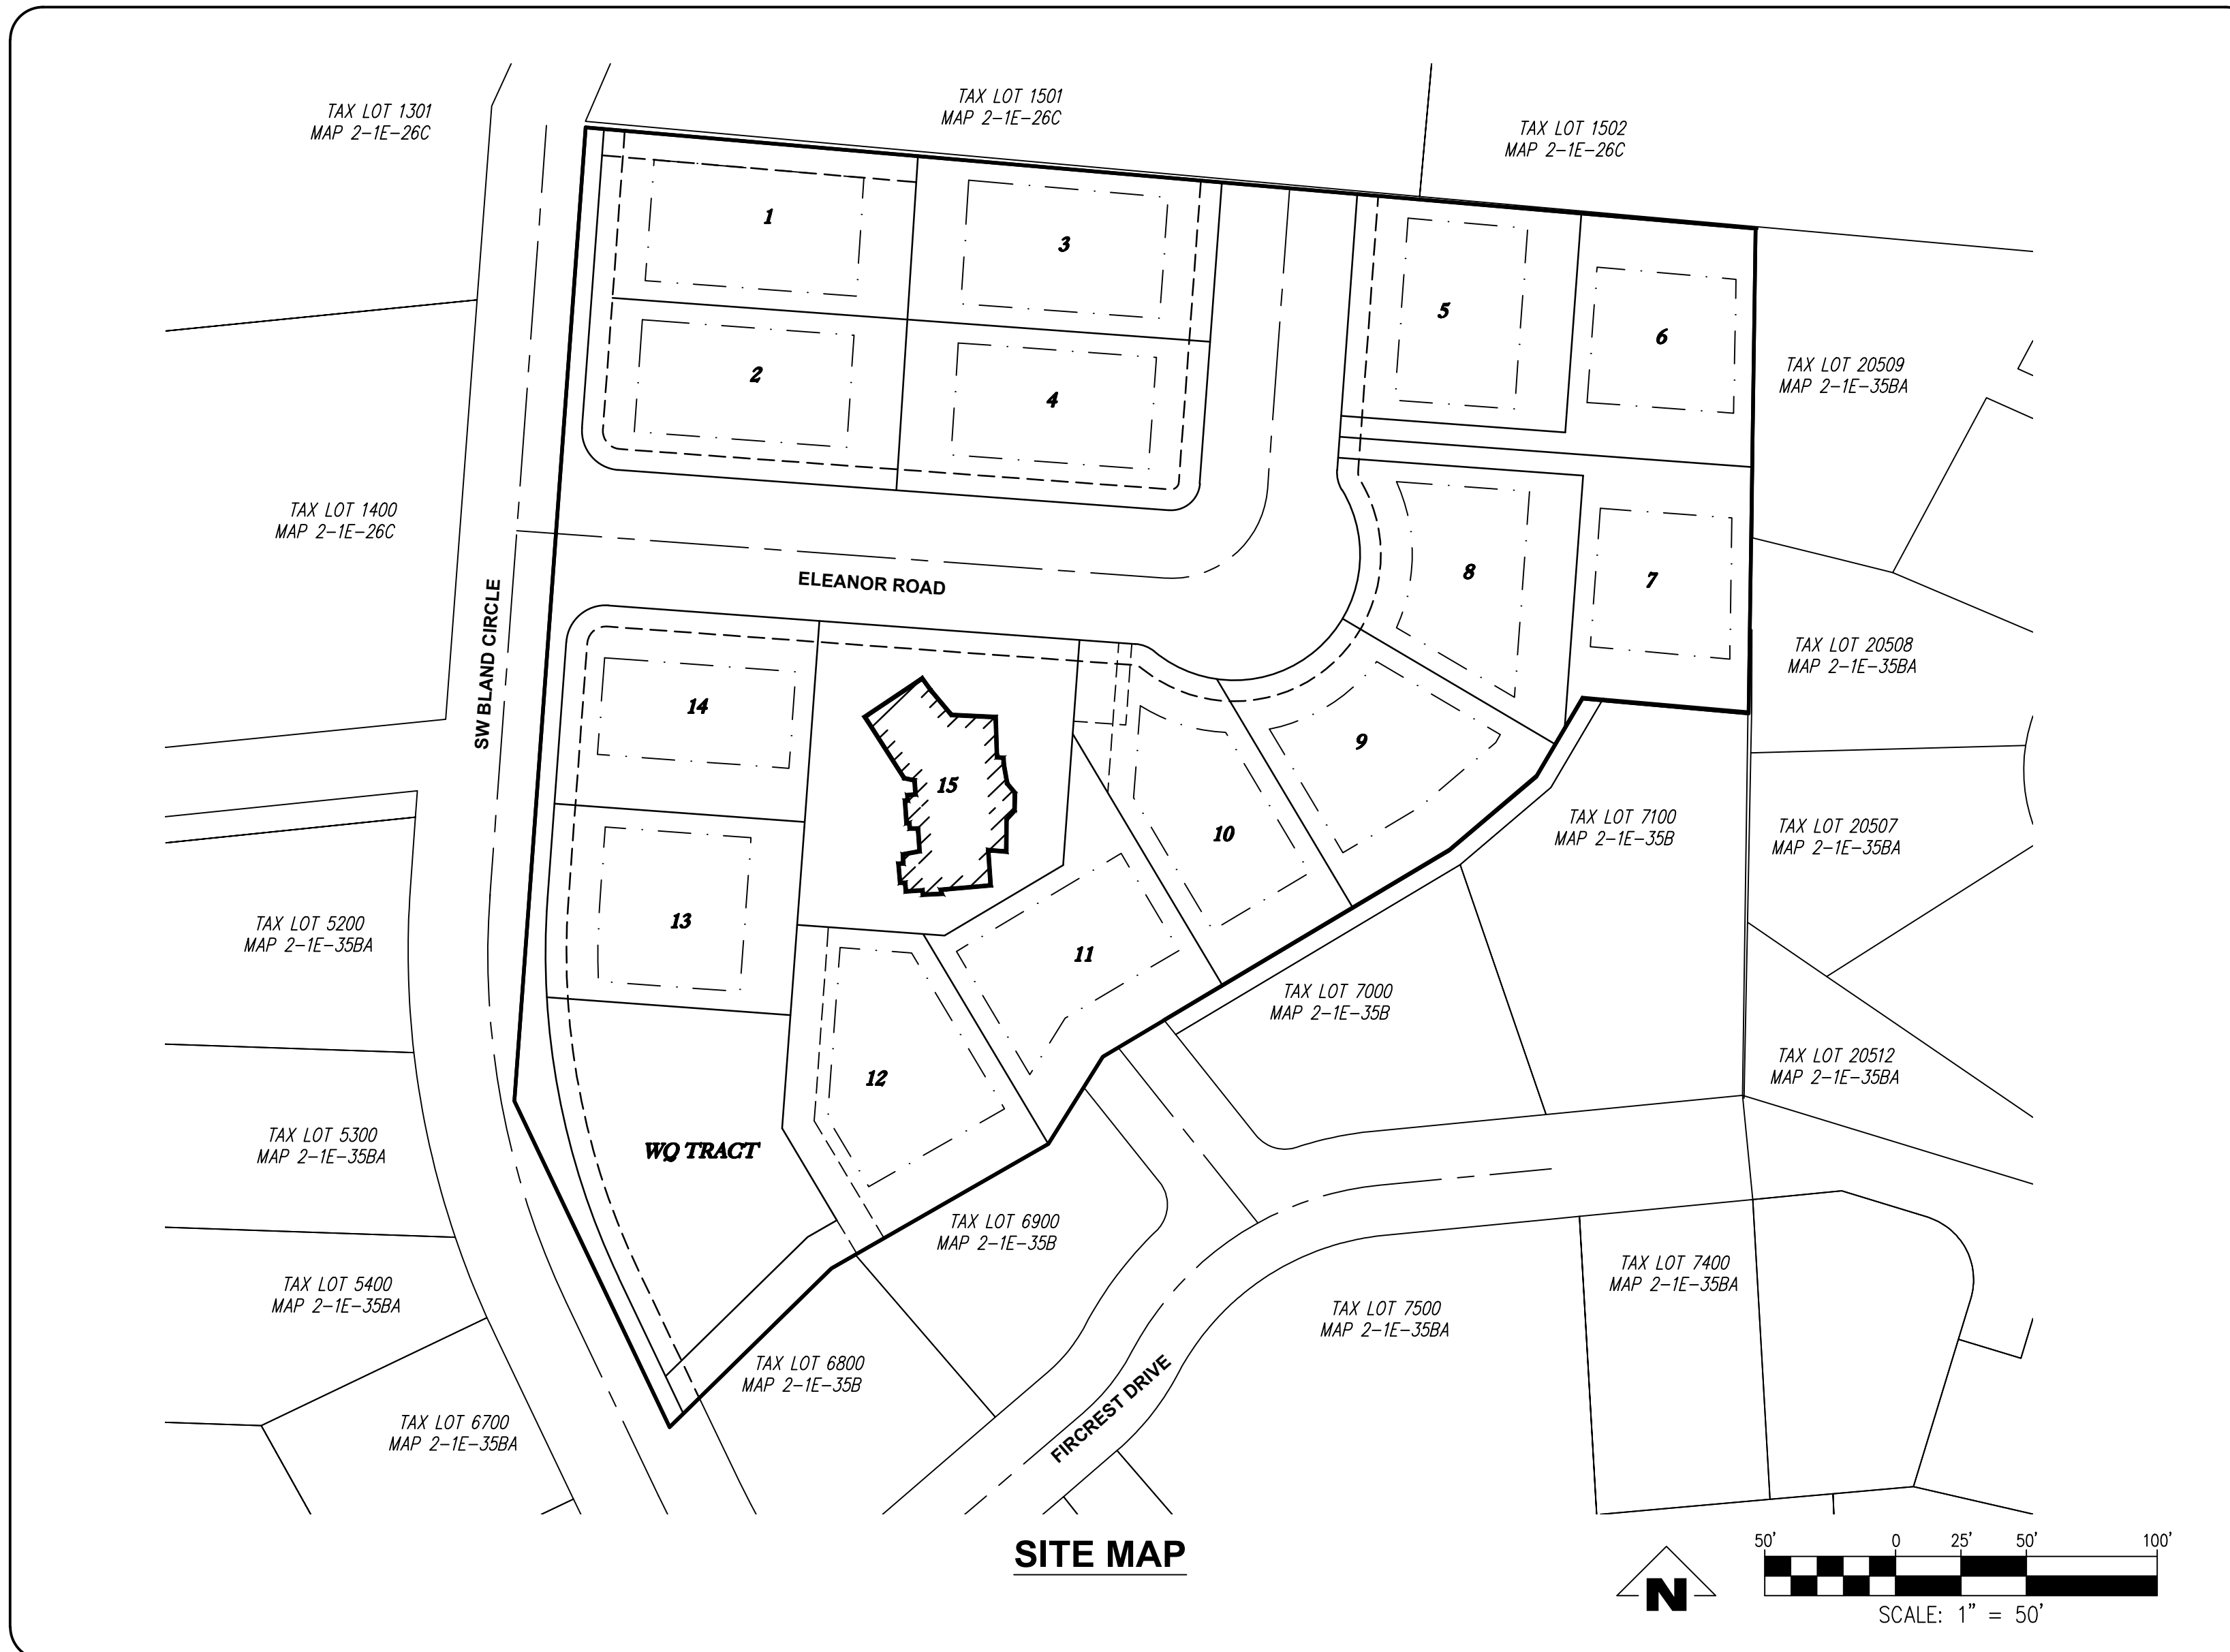 TAX LOT 1301
MAP 2-1E-26C
TAX LOT 1501
MAP 2-1E-26C
TAX LOT 1502
MAP 2-1E-26C
1
3
5
6
2
4
TAX LOT 20509
MAP 2-1E-35BA
TAX LOT 1400
MAP 2-1E-26C
SW BLAND CIRCLE
ELEANOR ROAD
8
7
TAX LOT 20508
MAP 2-1E-35BA
14
15
9
10
TAX LOT 7100
MAP 2-1E-35B
TAX LOT 20507
MAP 2-1E-35BA
TAX LOT 5200
MAP 2-1E-35BA
13
11
TAX LOT 7000
MAP 2-1E-35B
12
TAX LOT 20512
MAP 2-1E-35BA
TAX LOT 5300
MAP 2-1E-35BA
WQ TRACT
TAX LOT 6900
MAP 2-1E-35B
TAX LOT 5400
MAP 2-1E-35BA
TAX LOT 7400
MAP 2-1E-35BA
TAX LOT 7500
MAP 2-1E-35BA
TAX LOT 6800
MAP 2-1E-35B
FIRCREST DRIVE
TAX LOT 6700
MAP 2-1E-35BA
SITE MAP
N
50' 0 25' 50' 100'
SCALE: 1" = 50'